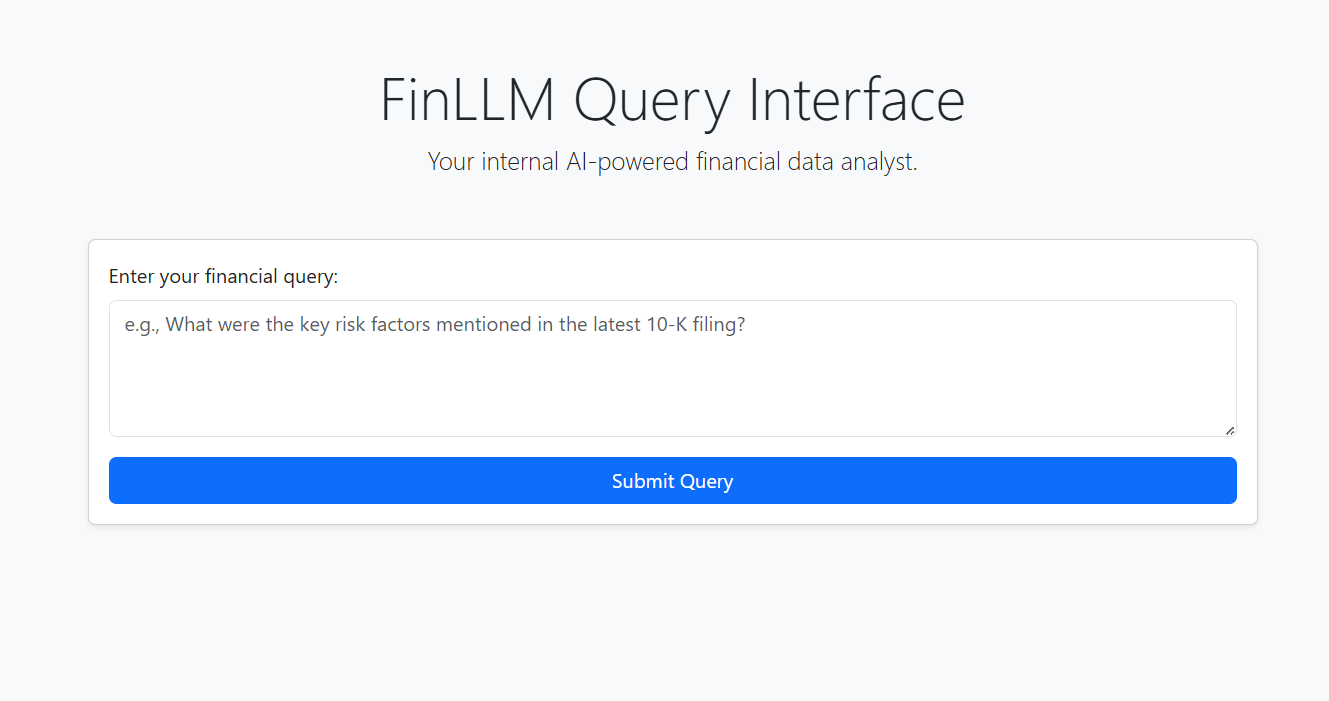 FinLLM Query Interface
Your internal AI-powered financial data analyst.
Enter your financial query:
e.g., What were the key risk factors mentioned in the latest 10-K filing?
Submit Query